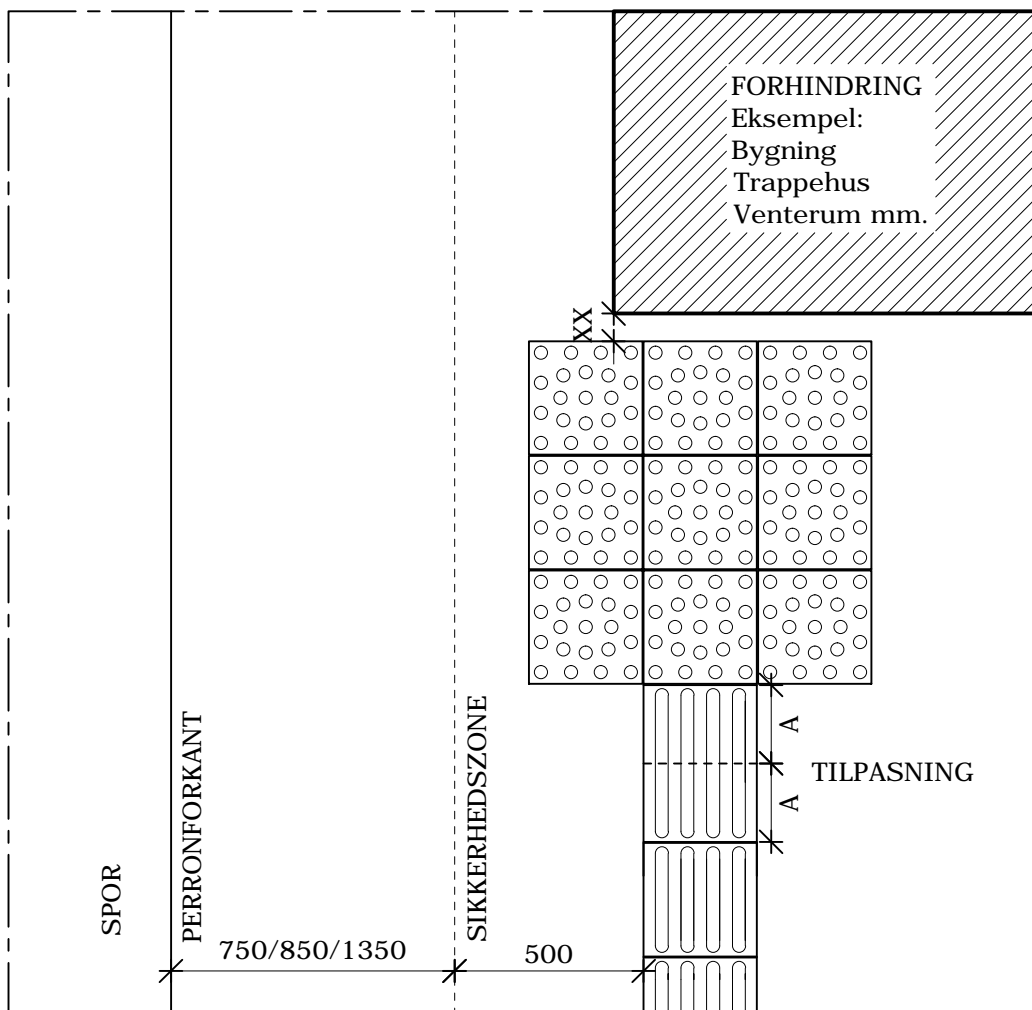 FORHINDRING
Eksempel:
Bygning
Trappehus
Venterum mm.
XX
A
TILPASNING
A
SPOR
PERRONFORKANT
SIKKERHEDSZONE
750/850/1350
500